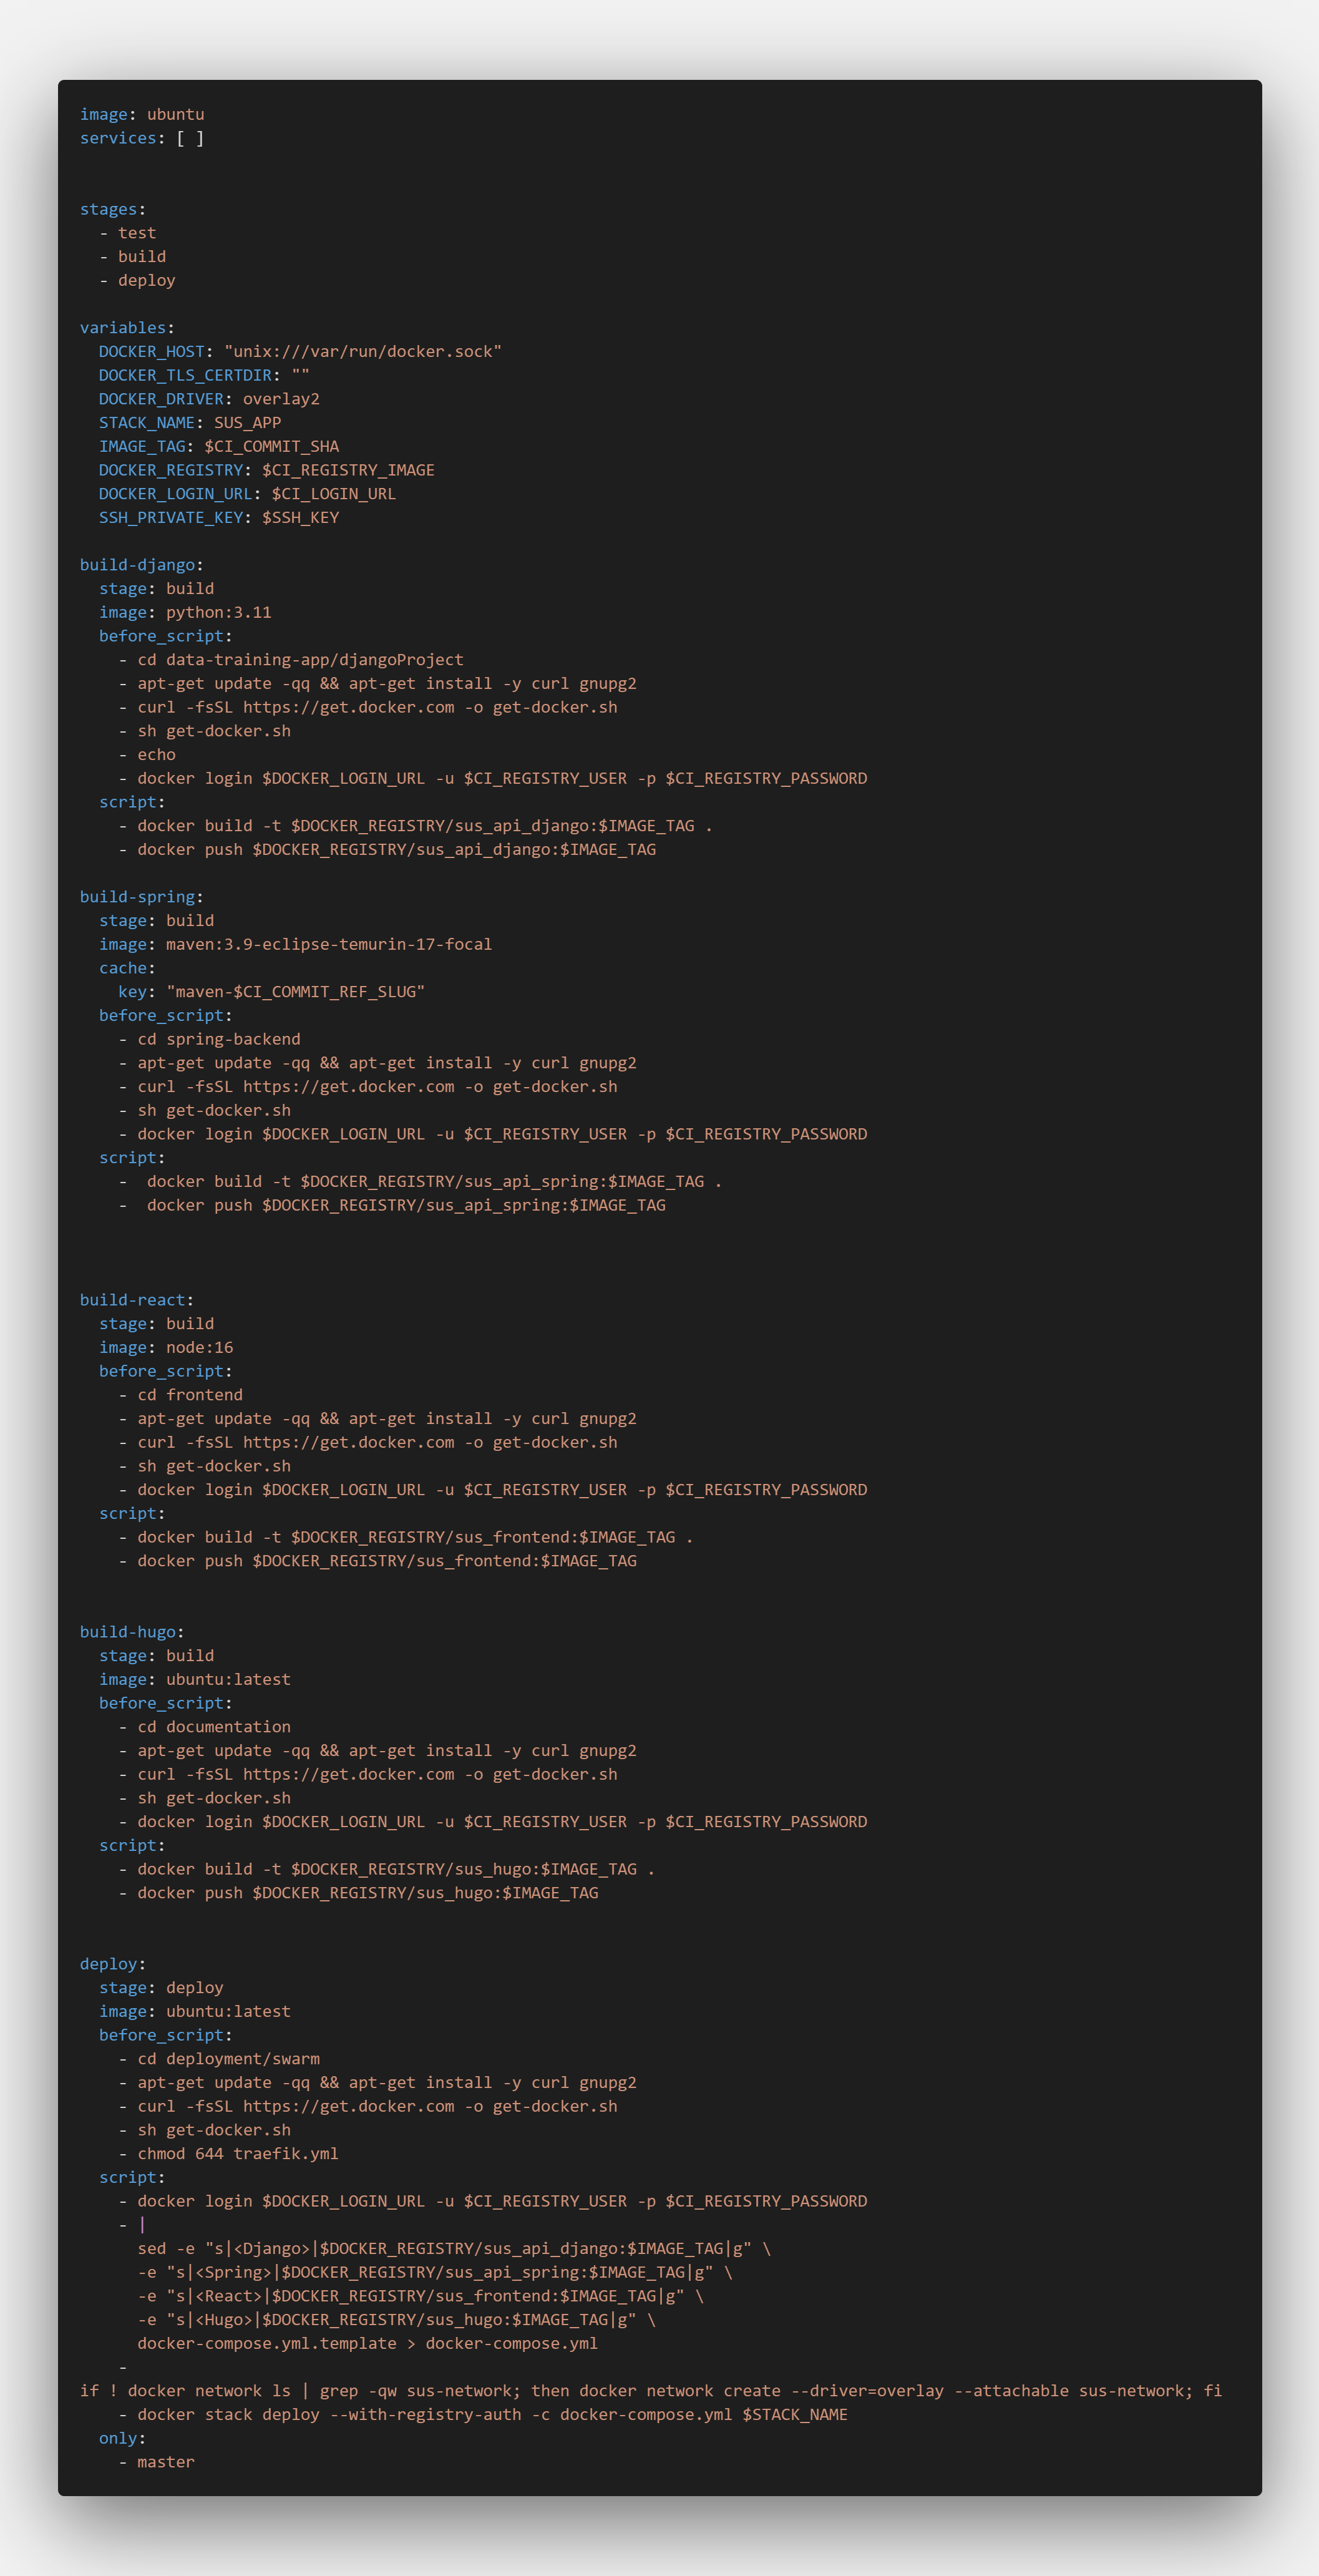 image: ubuntu
services: [ ]
stages:
  - test
  - build
  - deploy
variables:
  DOCKER_HOST: "unix:///var/run/docker.sock"
  DOCKER_TLS_CERTDIR: ""
  DOCKER_DRIVER: overlay2
  STACK_NAME: SUS_APP
  IMAGE_TAG: $CI_COMMIT_SHA
  DOCKER_REGISTRY: $CI_REGISTRY_IMAGE
  DOCKER_LOGIN_URL: $CI_LOGIN_URL
  SSH_PRIVATE_KEY: $SSH_KEY
build-django:
  stage: build
  image: python:3.11
  before_script:
    - cd data-training-app/djangoProject
    - apt-get update -qq && apt-get install -y curl gnupg2
    - curl -fsSL https://get.docker.com -o get-docker.sh
    - sh get-docker.sh
    - echo
    - docker login $DOCKER_LOGIN_URL -u $CI_REGISTRY_USER -p $CI_REGISTRY_PASSWORD
  script:
    - docker build -t $DOCKER_REGISTRY/sus_api_django:$IMAGE_TAG .
    - docker push $DOCKER_REGISTRY/sus_api_django:$IMAGE_TAG
build-spring:
  stage: build
  image: maven:3.9-eclipse-temurin-17-focal
  cache:
    key: "maven-$CI_COMMIT_REF_SLUG"
  before_script:
    - cd spring-backend
    - apt-get update -qq && apt-get install -y curl gnupg2
    - curl -fsSL https://get.docker.com -o get-docker.sh
    - sh get-docker.sh
    - docker login $DOCKER_LOGIN_URL -u $CI_REGISTRY_USER -p $CI_REGISTRY_PASSWORD
  script:
    -  docker build -t $DOCKER_REGISTRY/sus_api_spring:$IMAGE_TAG .
    -  docker push $DOCKER_REGISTRY/sus_api_spring:$IMAGE_TAG
build-react:
  stage: build
  image: node:16
  before_script:
    - cd frontend
    - apt-get update -qq && apt-get install -y curl gnupg2
    - curl -fsSL https://get.docker.com -o get-docker.sh
    - sh get-docker.sh
    - docker login $DOCKER_LOGIN_URL -u $CI_REGISTRY_USER -p $CI_REGISTRY_PASSWORD
  script:
    - docker build -t $DOCKER_REGISTRY/sus_frontend:$IMAGE_TAG .
    - docker push $DOCKER_REGISTRY/sus_frontend:$IMAGE_TAG
build-hugo:
  stage: build
  image: ubuntu:latest
  before_script:
    - cd documentation
    - apt-get update -qq && apt-get install -y curl gnupg2
    - curl -fsSL https://get.docker.com -o get-docker.sh
    - sh get-docker.sh
    - docker login $DOCKER_LOGIN_URL -u $CI_REGISTRY_USER -p $CI_REGISTRY_PASSWORD
  script:
    - docker build -t $DOCKER_REGISTRY/sus_hugo:$IMAGE_TAG .
    - docker push $DOCKER_REGISTRY/sus_hugo:$IMAGE_TAG
deploy:
  stage: deploy
  image: ubuntu:latest
  before_script:
    - cd deployment/swarm
    - apt-get update -qq && apt-get install -y curl gnupg2
    - curl -fsSL https://get.docker.com -o get-docker.sh
    - sh get-docker.sh
    - chmod 644 traefik.yml
  script:
    - docker login $DOCKER_LOGIN_URL -u $CI_REGISTRY_USER -p $CI_REGISTRY_PASSWORD
    - |
      sed -e "s|<Django>|$DOCKER_REGISTRY/sus_api_django:$IMAGE_TAG|g" \
      -e "s|<Spring>|$DOCKER_REGISTRY/sus_api_spring:$IMAGE_TAG|g" \
      -e "s|<React>|$DOCKER_REGISTRY/sus_frontend:$IMAGE_TAG|g" \
      -e "s|<Hugo>|$DOCKER_REGISTRY/sus_hugo:$IMAGE_TAG|g" \
      docker-compose.yml.template > docker-compose.yml
    -
if ! docker network ls | grep -qw sus-network; then docker network create --driver=overlay --attachable sus-network; fi
    - docker stack deploy --with-registry-auth -c docker-compose.yml $STACK_NAME
  only:
    - master